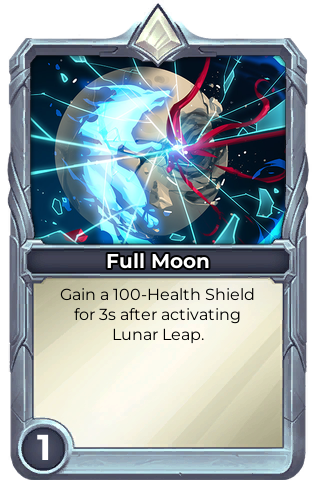 Full Moon
Gain a 100-Health Shield
for 3s after activating
Lunar Leap.
1